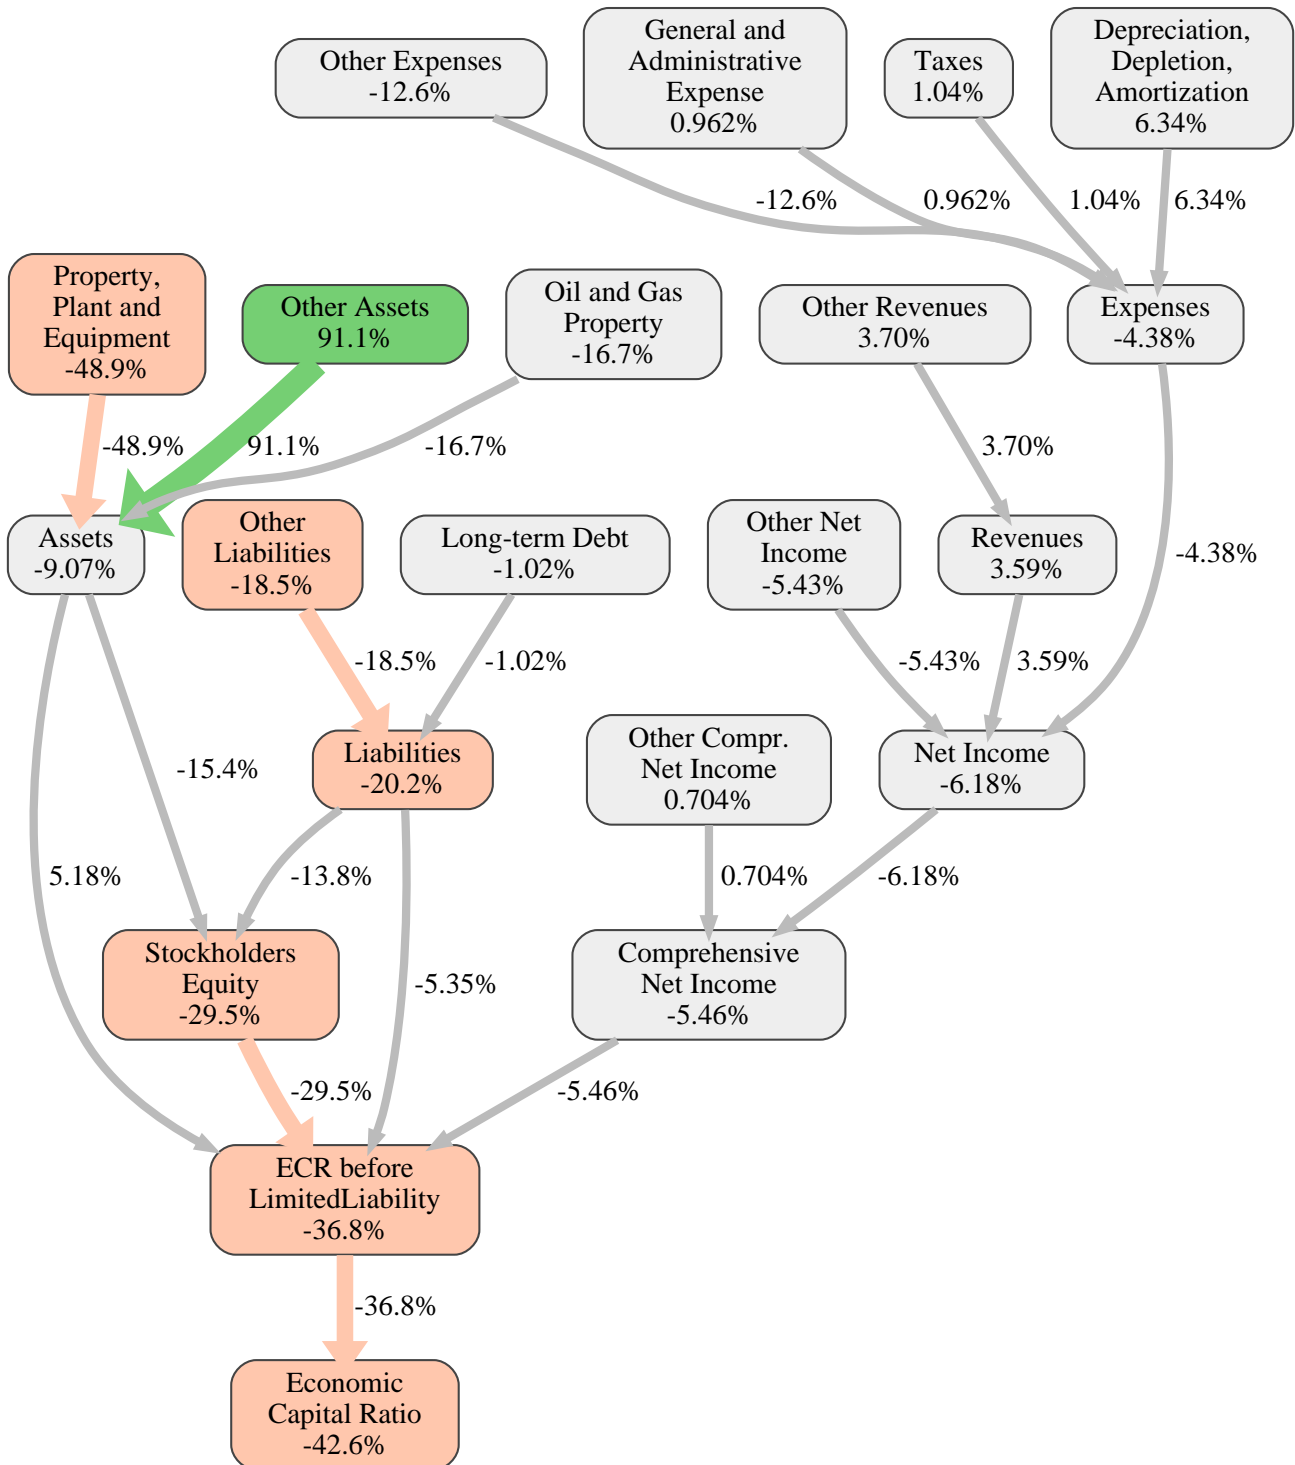 Other Expenses
-12.6%
General and
Administrative
Expense
0.962%
Taxes
1.04%
Depreciation,
Depletion,
Amortization
6.34%
-12.6%
0.962%
1.04%
6.34%
Property,
Plant and
Equipment
-48.9%
Other Assets
91.1%
Oil and Gas
Property
-16.7%
Other Revenues
3.70%
Expenses
-4.38%
-48.9%
91.1%
-16.7%
3.70%
-4.38%
Assets
-9.07%
Other
Liabilities
-18.5%
Long-term Debt
-1.02%
Other Net
Income
-5.43%
Revenues
3.59%
-18.5%
-1.02%
-5.43%
3.59%
-15.4%
Liabilities
-20.2%
Other Compr.
Net Income
0.704%
Net Income
-6.18%
5.18%
-13.8%
0.704%
-6.18%
Stockholders
Equity
-29.5%
-5.35%
Comprehensive
Net Income
-5.46%
-29.5%
-5.46%
ECR before
LimitedLiability
-36.8%
-36.8%
Economic
Capital Ratio
-42.6%